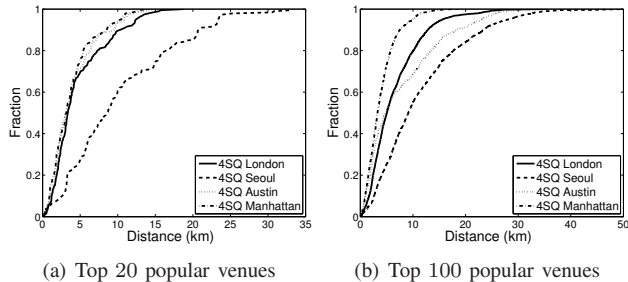 1
0.8
0.6
0.4
0.2
0
Fraction
0 5 10 15 20 25 30 35
Distance (km)
4SQ London
4SQ Seoul
4SQ Austin
4SQ Manhattan
(a) Top 20 popular venues
1
0.8
0.6
0.4
0.2
0
Fraction
0 10 20 30 40 50
Distance (km)
4SQ London
4SQ Seoul
4SQ Austin
4SQ Manhattan
(b) Top 100 popular venues